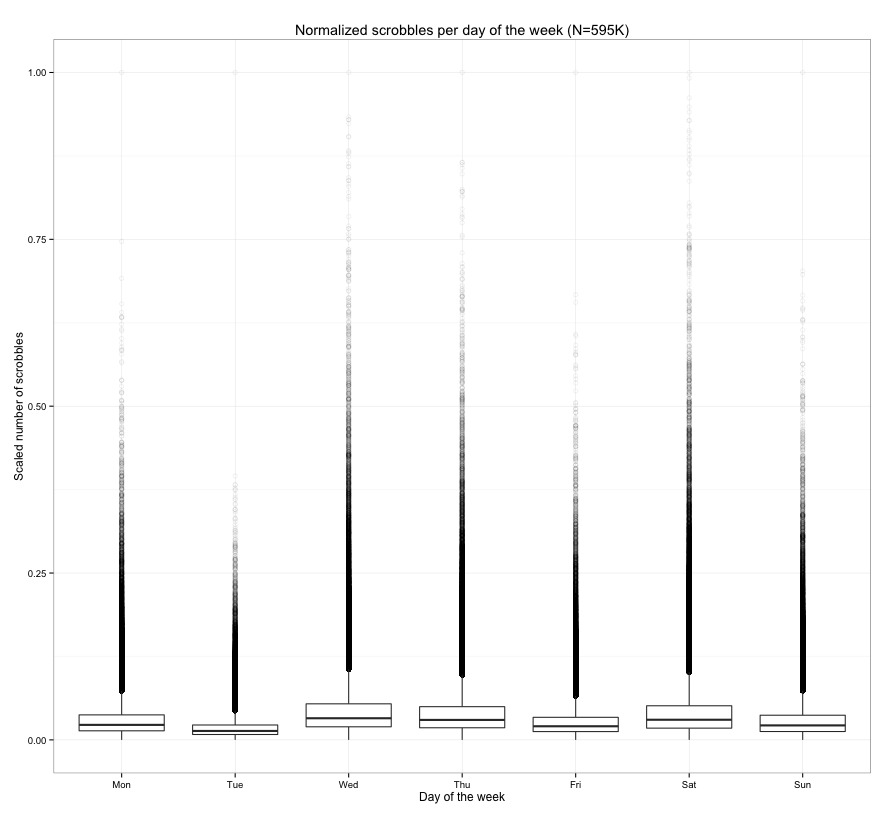 Normalized scrobbles per day of the week (N=595K)
1.00
0.75
0.50
0.25
0.00
Scaled number of scrobbles
Mon Tue Wed Thu Fri Sat Sun
Day of the week